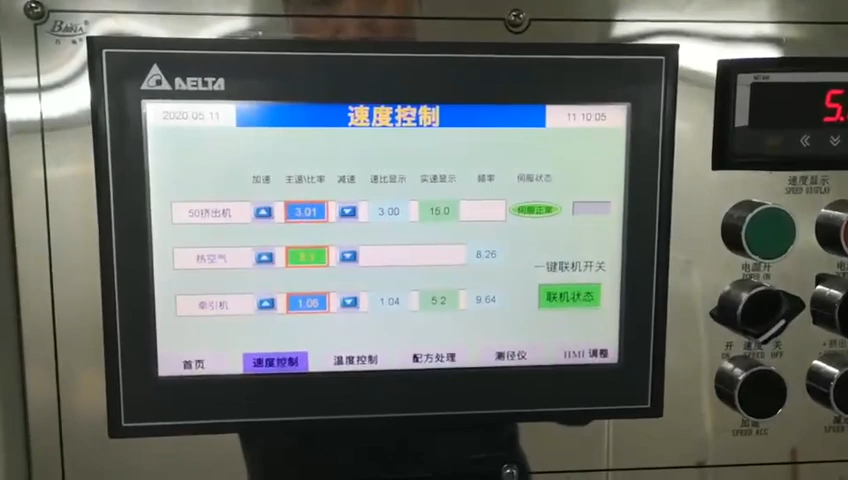 BAINA
DELTA
2020.05.11 速度控制 11:10:05
加速 主速\比率 减速 速比显示 实速显示 频率 伺服状态
50挤出机 3.01 3.00 15.0 伺服正常
热空气 8.26
一键联机开关
牵引机 1.06 1.04 5.2 9.64 联机状态
首页 速度控制 温度控制 配方处理 测径仪 HMI 调整
速度显示
SPEED DISPLAY
电源开
POWER ON
开 速度 关
ON SPEED OFF
加速
SPEED ACC